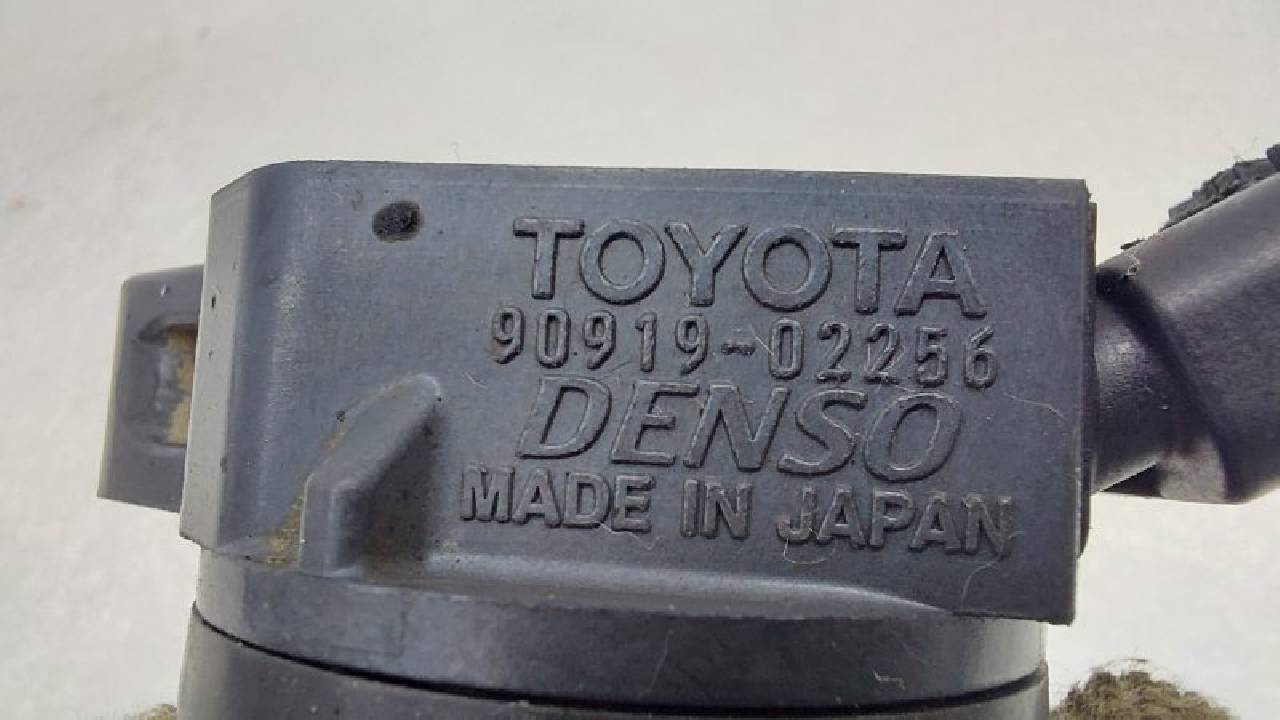 TOYOTA
90919-02256
DENSO
MADE IN JAPAN